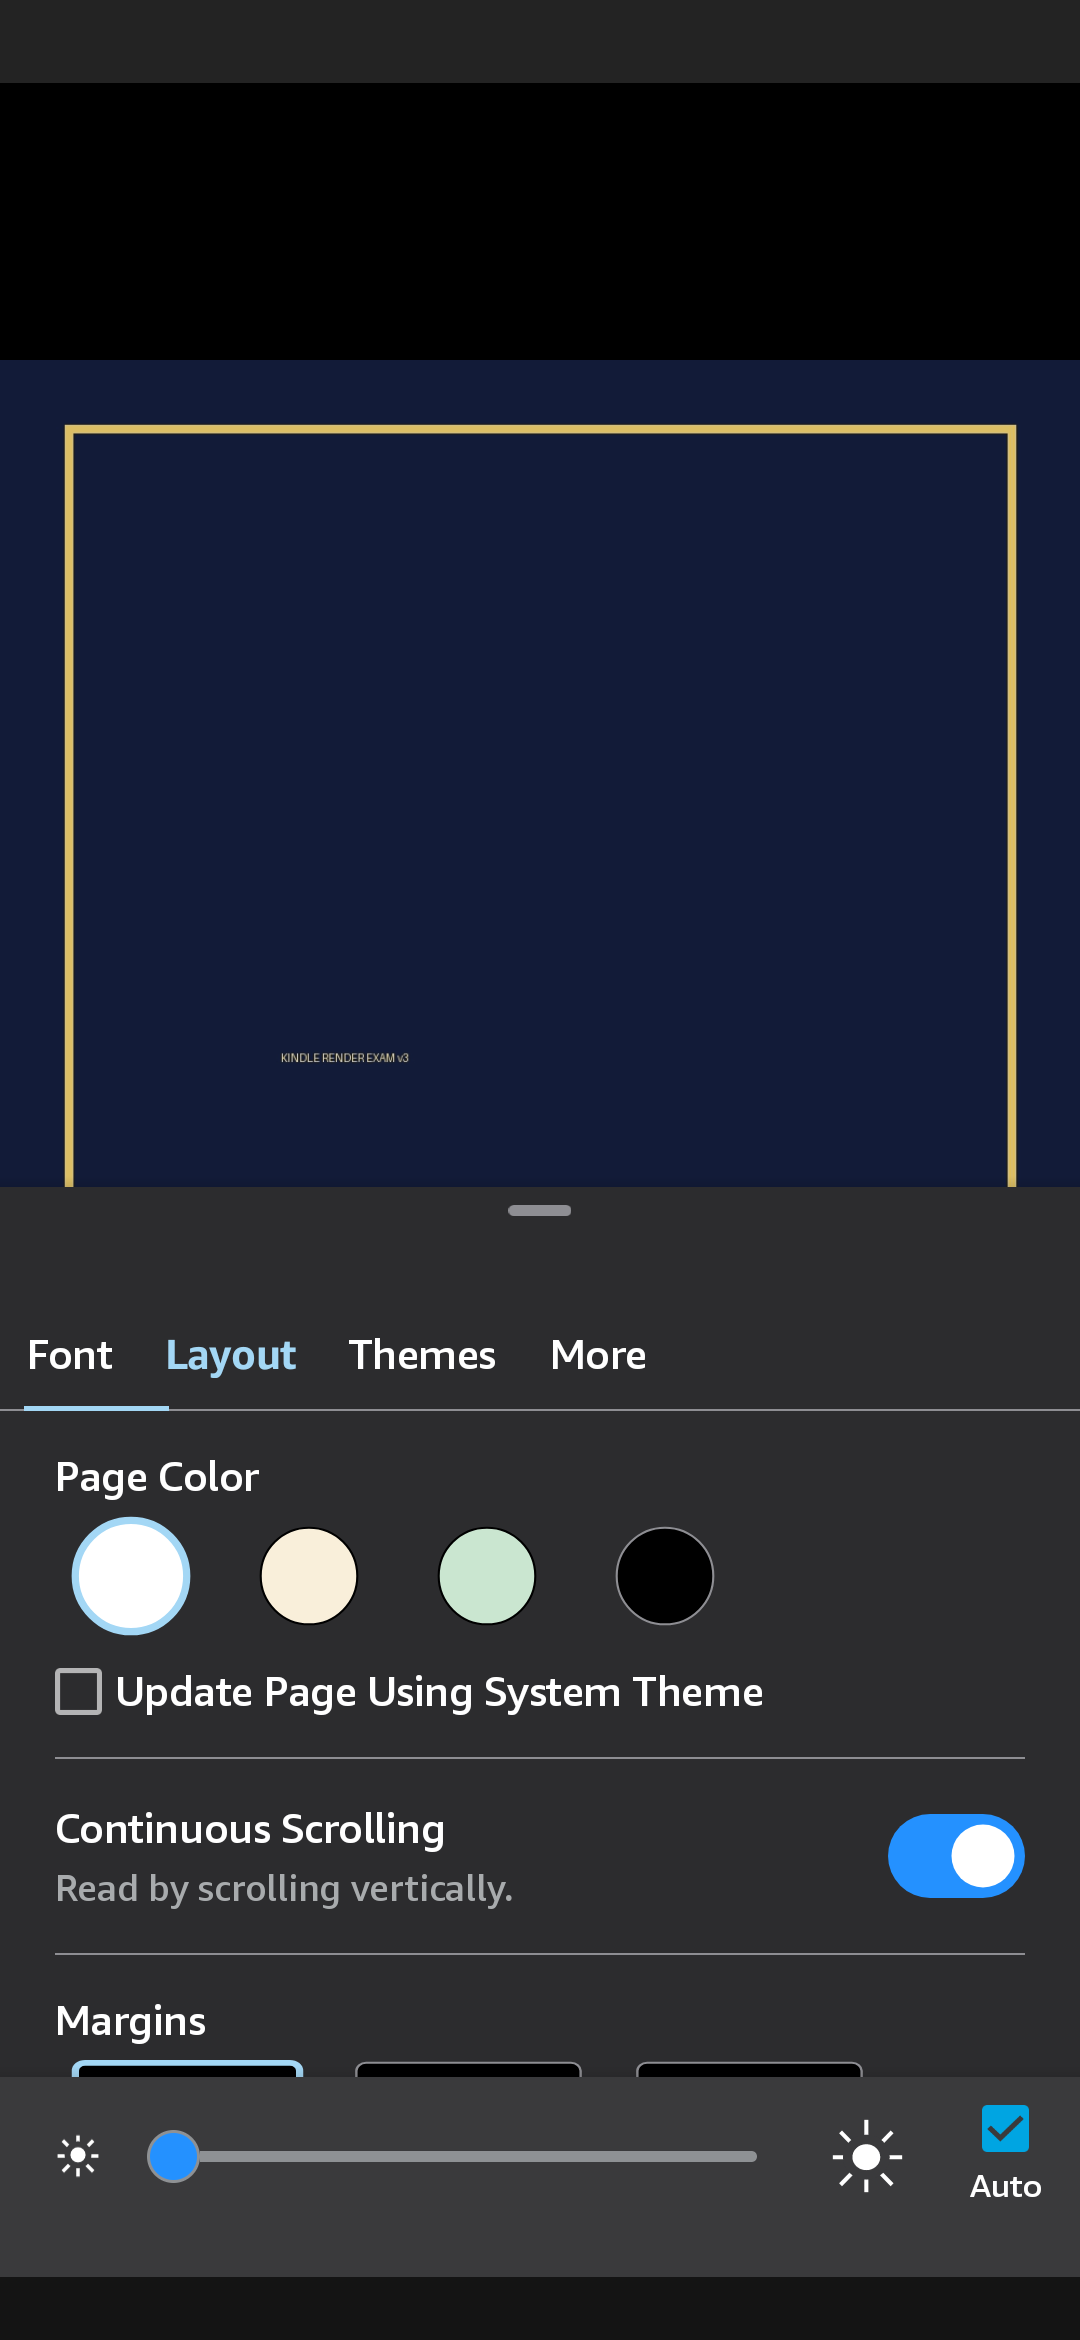 KINDLE RENDER EXAM v3
Font Layout Themes More
Page Color
Update Page Using System Theme
Continuous Scrolling
Read by scrolling vertically.
Margins
Auto